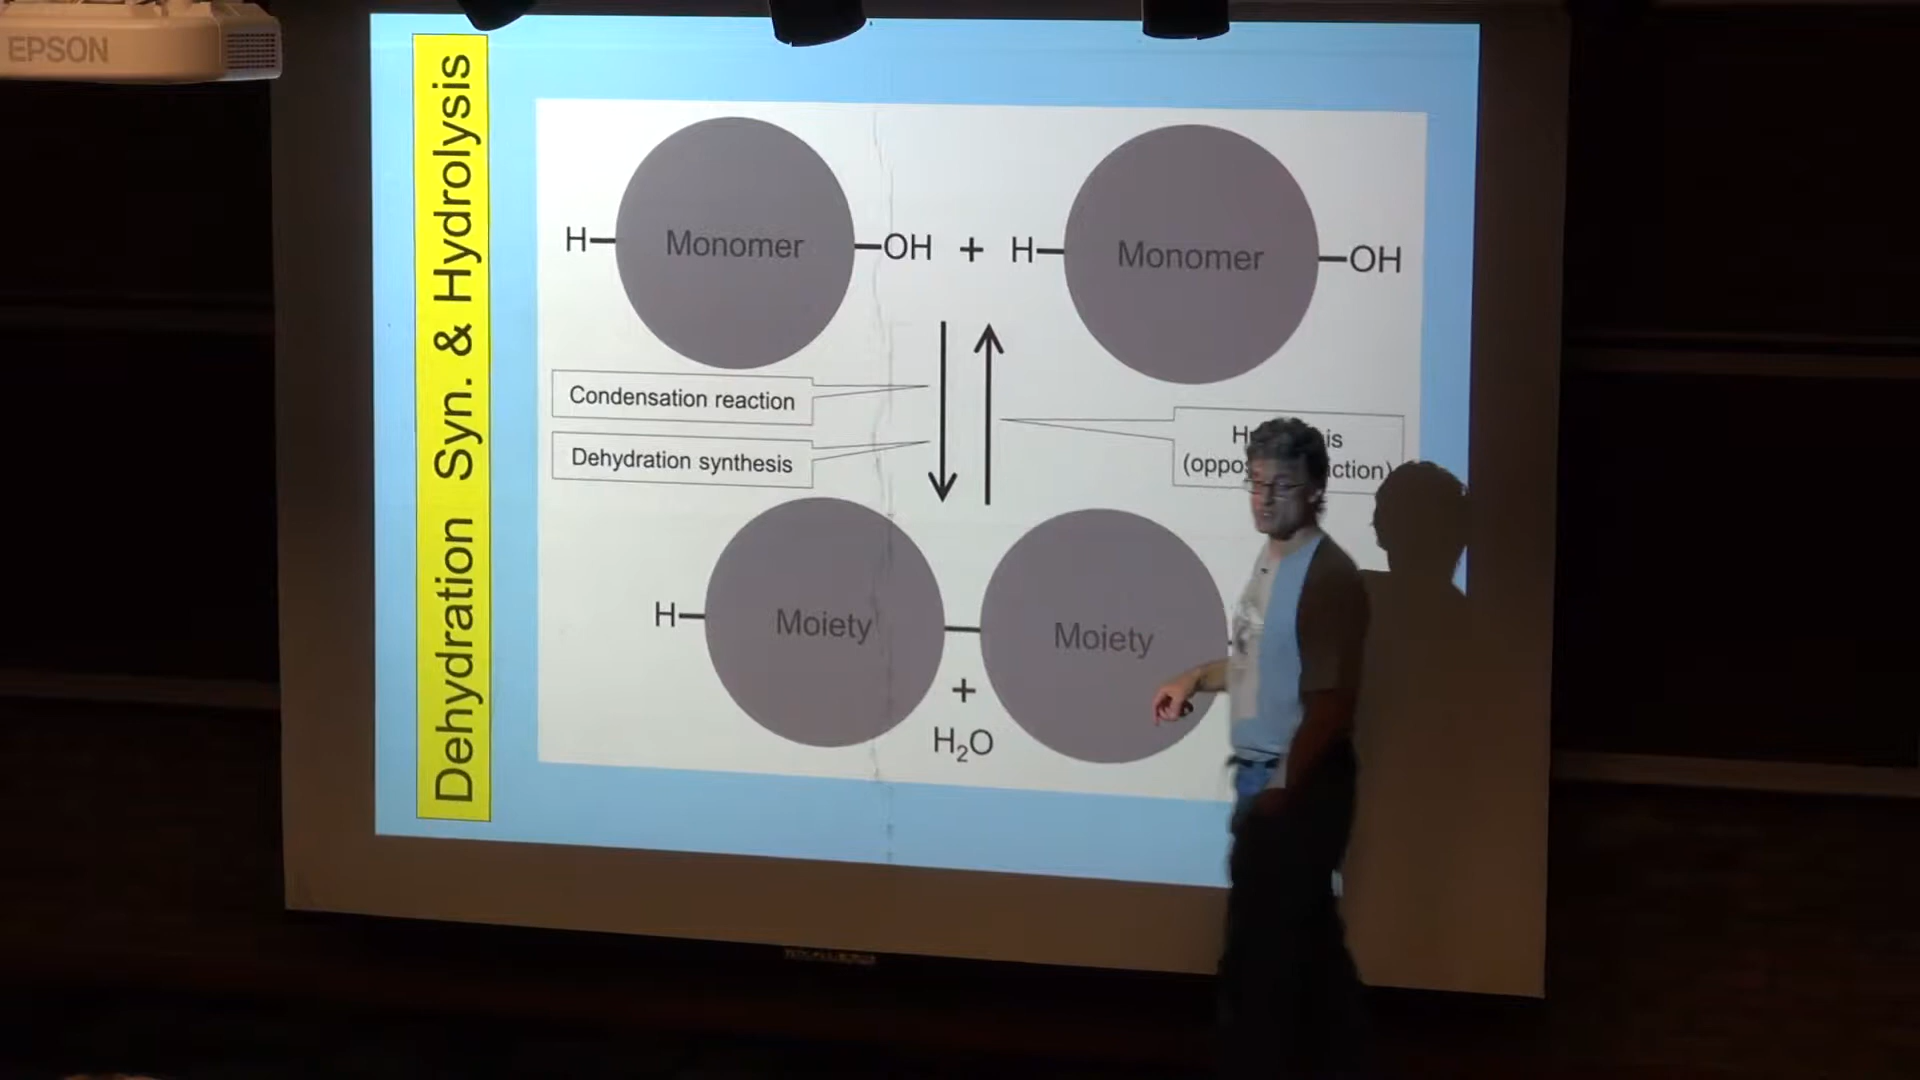 EPSON
Dehydration Syn. & Hydrolysis
H Monomer OH + H Monomer OH
Condensation reaction
Dehydration synthesis
H Moiety Moiety
+
H₂O